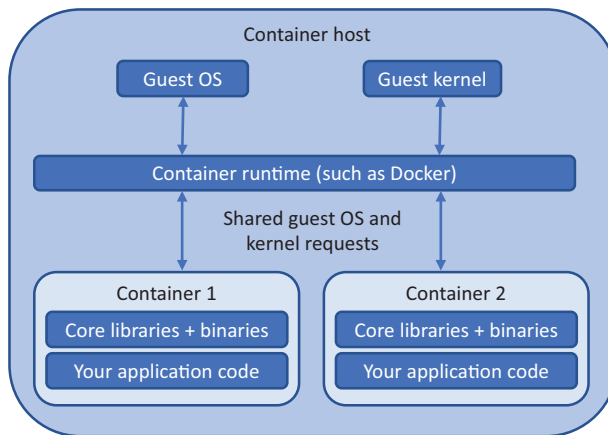 Container host
Guest OS
Guest kernel
Container runtime (such as Docker)
Shared guest OS and
kernel requests
Container 1
Core libraries + binaries
Your application code
Container 2
Core libraries + binaries
Your application code